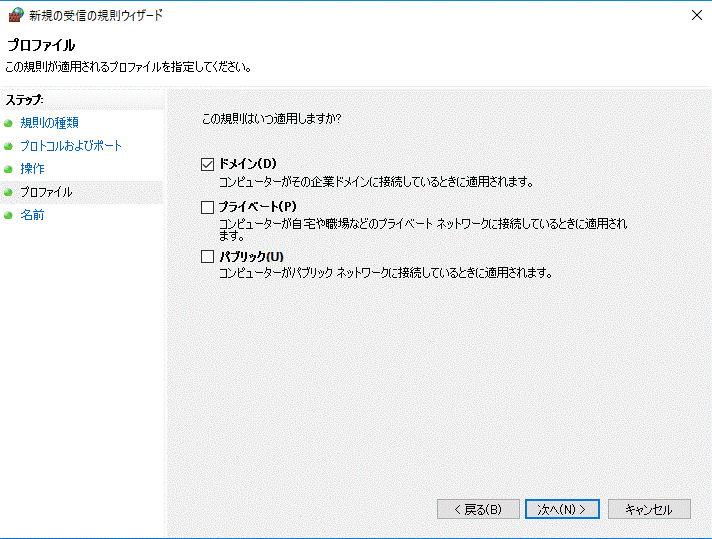 新規の受信の規則ウィザード
プロファイル
この規則が適用されるプロファイルを指定してください。
ステップ:
規則の種類
プロトコルおよびポート
操作
プロファイル
名前
この規則はいつ適用しますか?
ドメイン(D)
コンピューターがその企業ドメインに接続しているときに適用されます。
プライベート(P)
コンピューターが自宅や職場などのプライベート ネットワークに接続しているときに適用され
ます。
パブリック(U)
コンピューターがパブリック ネットワークに接続しているときに適用されます。
< 戻る(B)
次へ(N) >
キャンセル